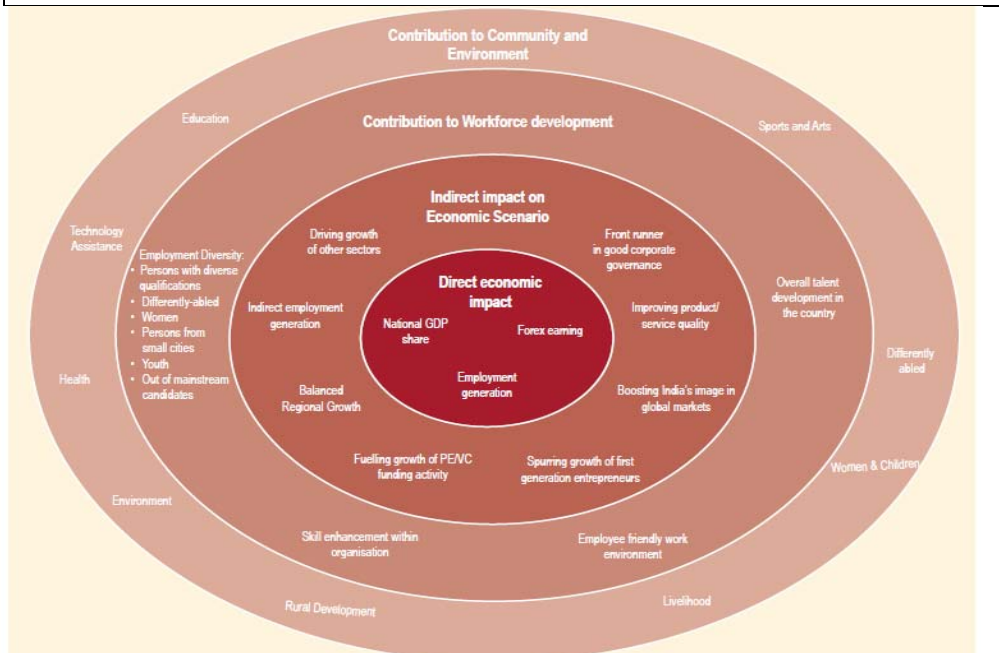 Contribution to Community and
Environment
Education
Sports and Arts
Technology
Assistance
Health
Differently
abled
Women & Children
Environment
Rural Development
Livelihood
Contribution to Workforce development
Employment Diversity:
• Persons with diverse
qualifications
• Differently-abled
• Women
• Persons from
small cities
• Youth
• Out of mainstream
candidates
Overall talent
development in
the country
Skill enhancement within
organisation
Employee friendly work
environment
Indirect impact on
Economic Scenario
Driving growth
of other sectors
Front runner
in good corporate
governance
Indirect employment
generation
Improving product/
service quality
Balanced
Regional Growth
Boosting India's image in
global markets
Fuelling growth of PE/VC
funding activity
Spurring growth of first
generation entrepreneurs
Direct economic
impact
National GDP
share
Forex earning
Employment
generation